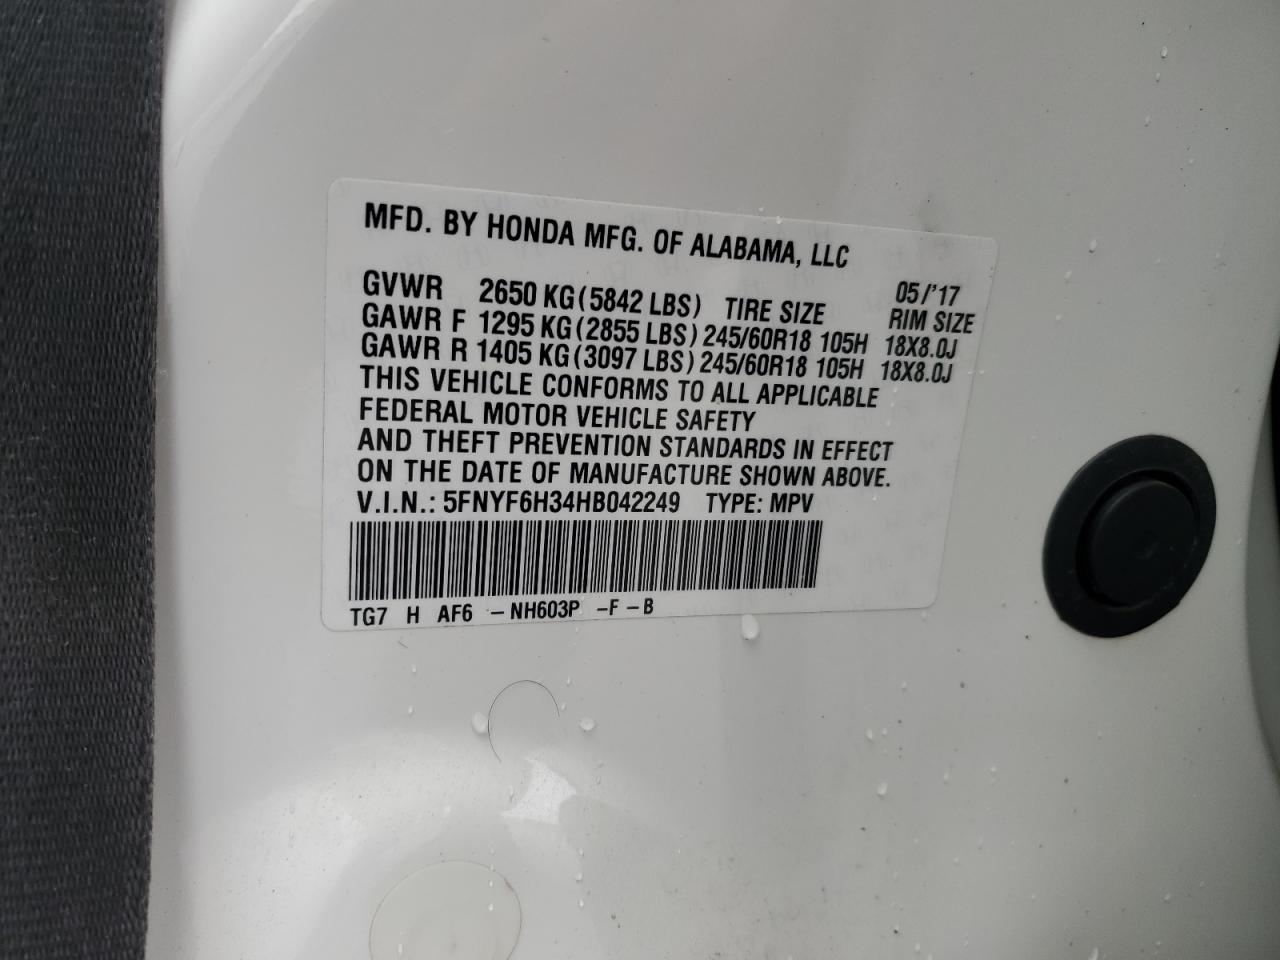 MFD. BY HONDA MFG. OF ALABAMA, LLC
05/'17
GVWR 2650 KG(5842 LBS) TIRE SIZE RIM SIZE
GAWR F 1295 KG(2855 LBS) 245/60R18 105H 18X8.0J
GAWR R 1405 KG(3097 LBS) 245/60R18 105H 18X8.0J
THIS VEHICLE CONFORMS TO ALL APPLICABLE
FEDERAL MOTOR VEHICLE SAFETY
AND THEFT PREVENTION STANDARDS IN EFFECT
ON THE DATE OF MANUFACTURE SHOWN ABOVE.
V.I.N.: 5FNYF6H34HB042249 TYPE: MPV
TG7 H AF6 –NH603P –F–B